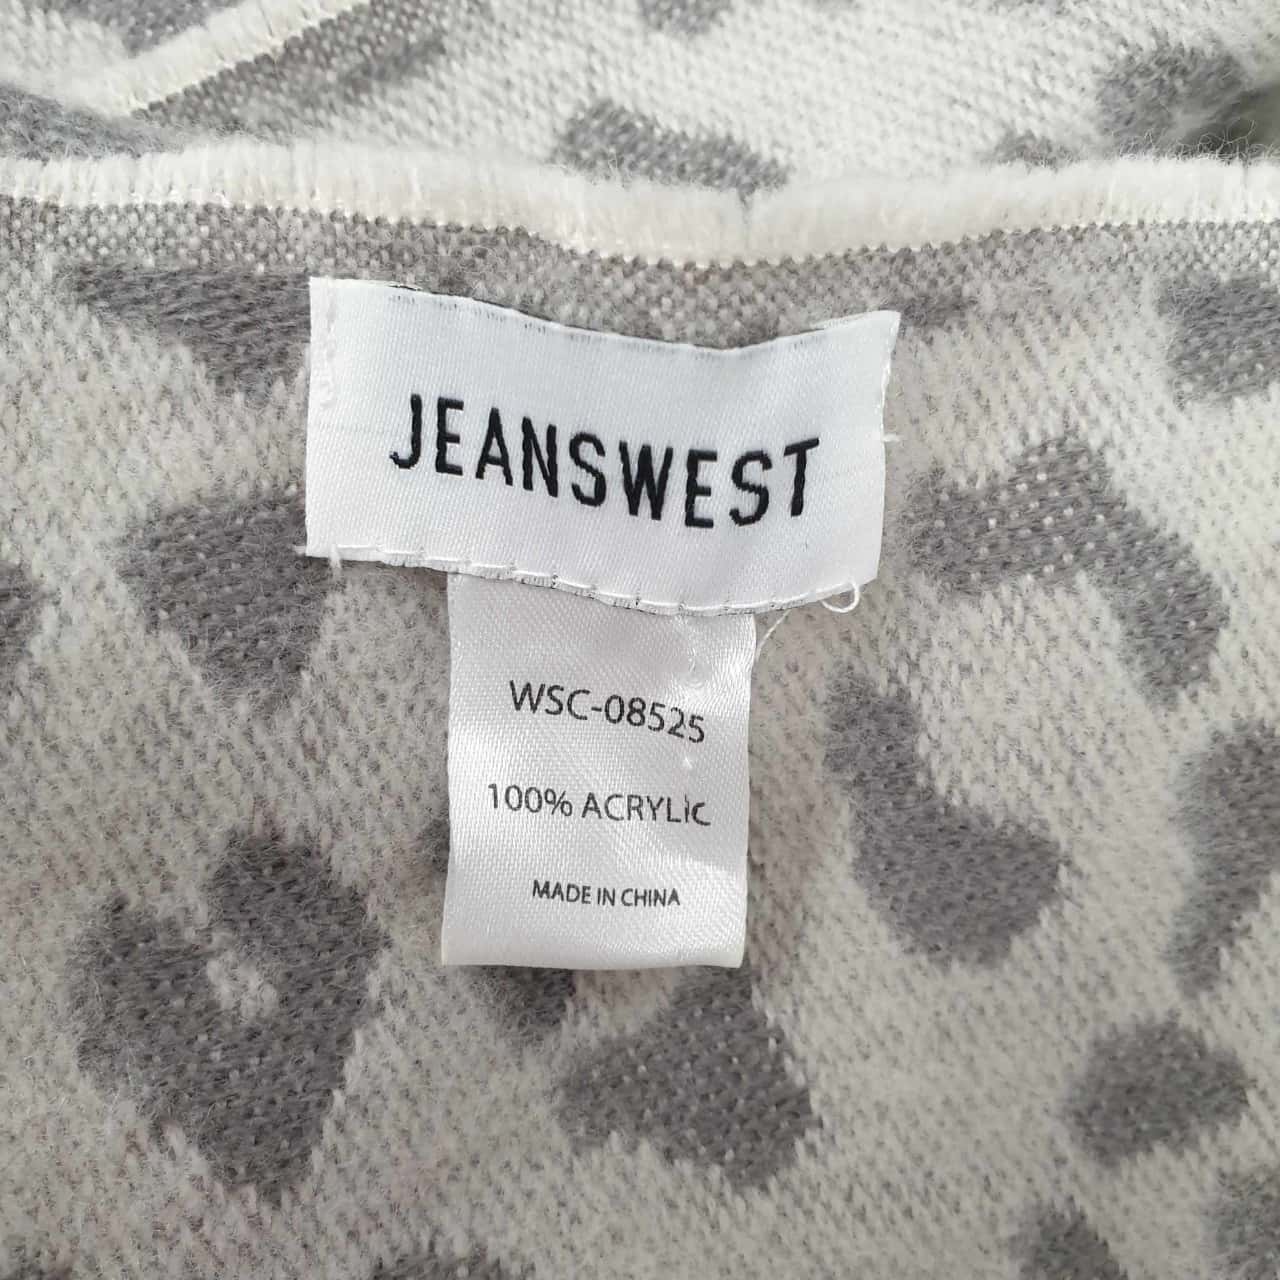 JEANSWEST
WSC-08525
100% ACRYLIC
MADE IN CHINA